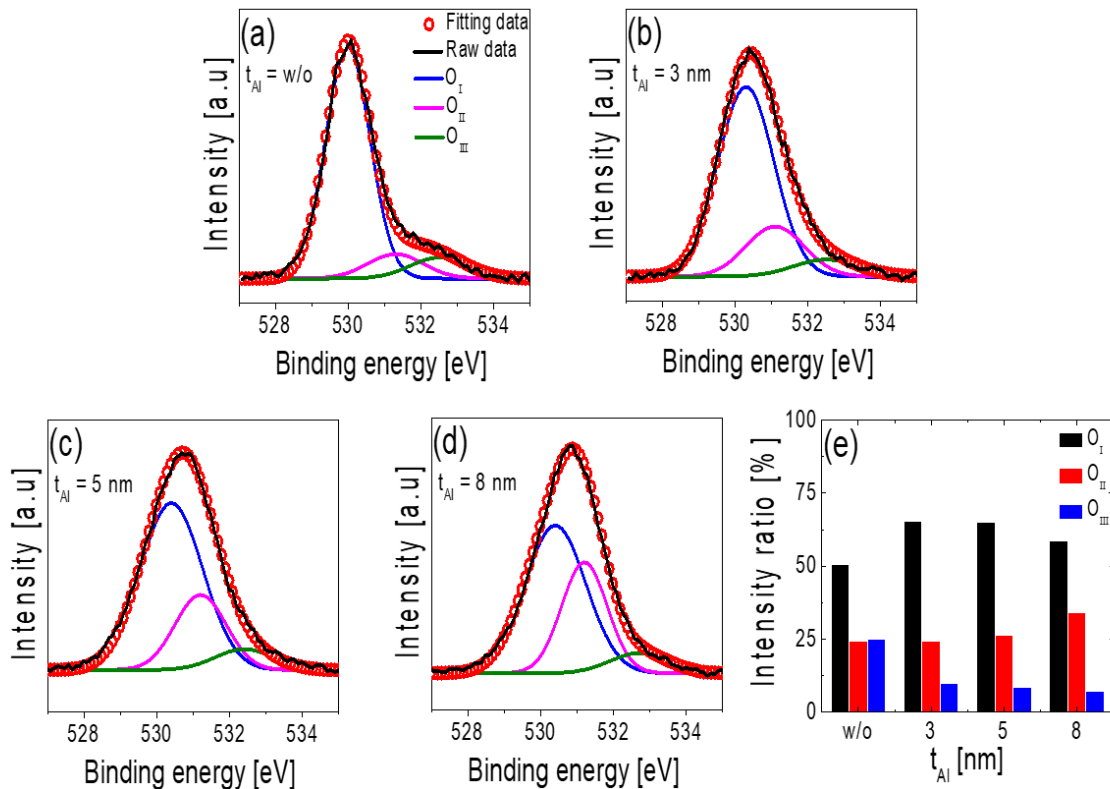 (a)
t_Al = w/o
Fitting data
Raw data
O_I
O_II
O_III
Intensity [a.u]
528 530 532 534
Binding energy [eV]
(b)
t_Al = 3 nm
Intensity [a.u]
528 530 532 534
Binding energy [eV]
(c)
t_Al = 5 nm
Intensity [a.u]
528 530 532 534
Binding energy [eV]
(d)
t_Al = 8 nm
Intensity [a.u]
528 530 532 534
Binding energy [eV]
(e)
O_I
O_II
O_III
Intensity ratio [%]
100
75
50
25
0
w/o 3 5 8
t_Al [nm]